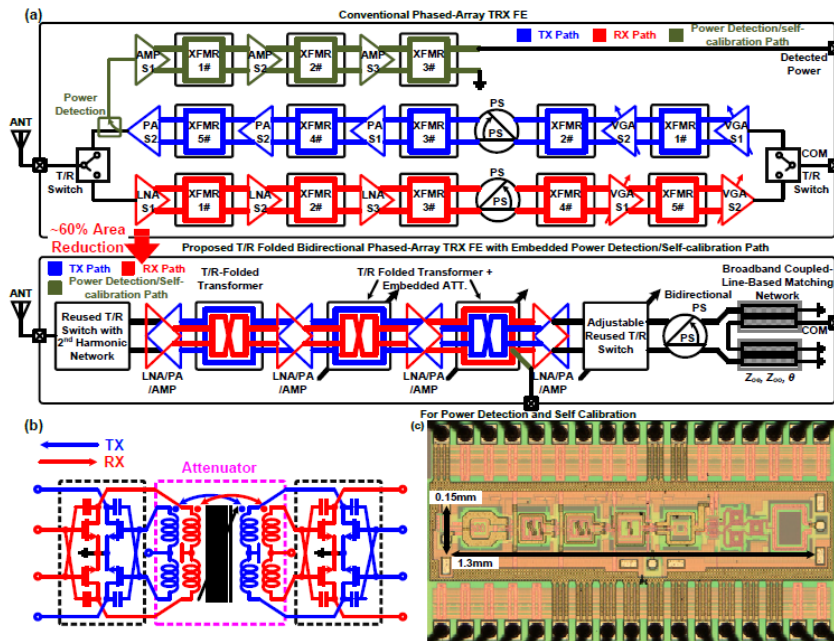 (a)
Conventional Phased-Array TRX FE
TX Path
RX Path
Power Detection/self-
calibration Path
AMP
S1
XFMR
1#
AMP
S2
XFMR
2#
AMP
S3
XFMR
3#
Detected
Power
Power
Detection
ANT
T/R
Switch
PA
S2
XFMR
5#
PA
S2
XFMR
4#
PA
S1
XFMR
3#
PS
PS
XFMR
2#
VGA
S2
XFMR
1#
VGA
S1
COM
T/R
Switch
LNA
S1
XFMR
1#
LNA
S2
XFMR
2#
LNA
S3
XFMR
3#
PS
XFMR
4#
VGA
S1
XFMR
5#
VGA
S2
~60% Area
Reduction
Proposed T/R Folded Bidirectional Phased-Array TRX FE with Embedded Power Detection/Self-calibration Path
TX Path
RX Path
Power Detection/Self-
calibration Path
T/R-Folded
Transformer
T/R Folded Transformer +
Embedded ATT.
Broadband Coupled-
Line-Based Matching
Network
Bidirectional
PS
ANT
Reused T/R
Switch with
2nd Harmonic
Network
LNA/PA
/AMP
LNA/PA
/AMP
LNA/PA
/AMP
LNA/PA
/AMP
Adjustable
Reused T/R
Switch
PS
COM
Zoe, Zoo, θ
For Power Detection and Self Calibration
(b)
TX
RX
Attenuator
(c)
0.15mm
1.3mm